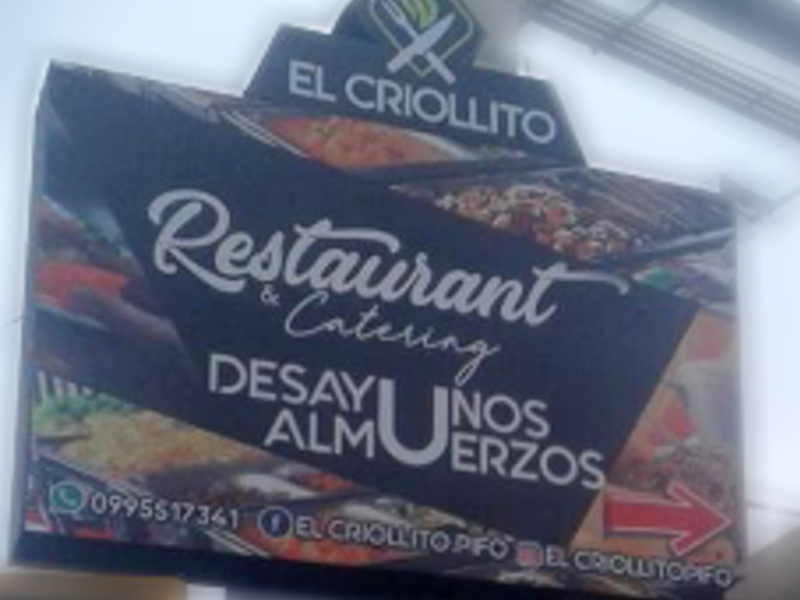 EL CRIOLLITO
Restaurant
& Catering
DESAYUNOS
ALMUERZOS
0995517341 EL CRIOLLITO.PIFO EL CRIOLLITOPIFO